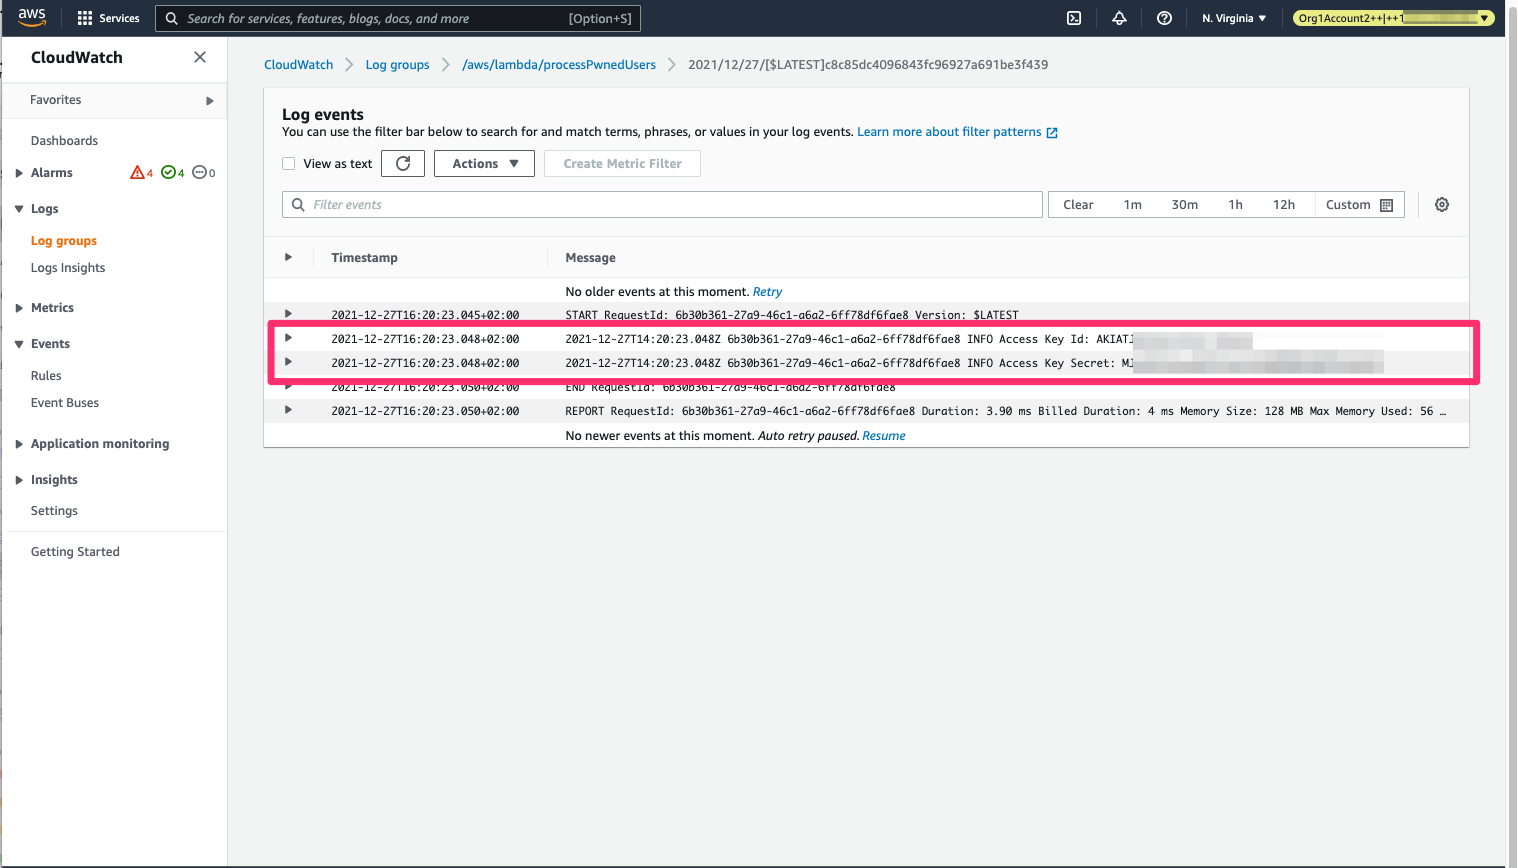 aws
Services
Search for services, features, blogs, docs, and more [Option+S]
N. Virginia
Org1Account2++|++1
CloudWatch
Favorites
Dashboards
Alarms 4 4 0
Logs
Log groups
Logs Insights
Metrics
Events
Rules
Event Buses
Application monitoring
Insights
Settings
Getting Started
CloudWatch Log groups /aws/lambda/processPwnedUsers 2021/12/27/[$LATEST]c8c85dc4096843fc96927a691be3f439
Log events
You can use the filter bar below to search for and match terms, phrases, or values in your log events. Learn more about filter patterns
View as text Actions Create Metric Filter
Filter events Clear 1m 30m 1h 12h Custom
Timestamp Message
No older events at this moment. Retry
2021-12-27T16:20:23.045+02:00 START RequestId: 6b30b361-27a9-46c1-a6a2-6ff78df6fae8 Version: $LATEST
2021-12-27T16:20:23.048+02:00 2021-12-27T14:20:23.048Z 6b30b361-27a9-46c1-a6a2-6ff78df6fae8 INFO Access Key Id: AKIATJ
2021-12-27T16:20:23.048+02:00 2021-12-27T14:20:23.048Z 6b30b361-27a9-46c1-a6a2-6ff78df6fae8 INFO Access Key Secret:
2021-12-27T16:20:23.050+02:00 END RequestId: 6b30b361-27a9-46c1-a6a2-6ff78df6fae8
2021-12-27T16:20:23.050+02:00 REPORT RequestId: 6b30b361-27a9-46c1-a6a2-6ff78df6fae8 Duration: 3.90 ms Billed Duration: 4 ms Memory Size: 128 MB Max Memory Used: 56 …
No newer events at this moment. Auto retry paused. Resume